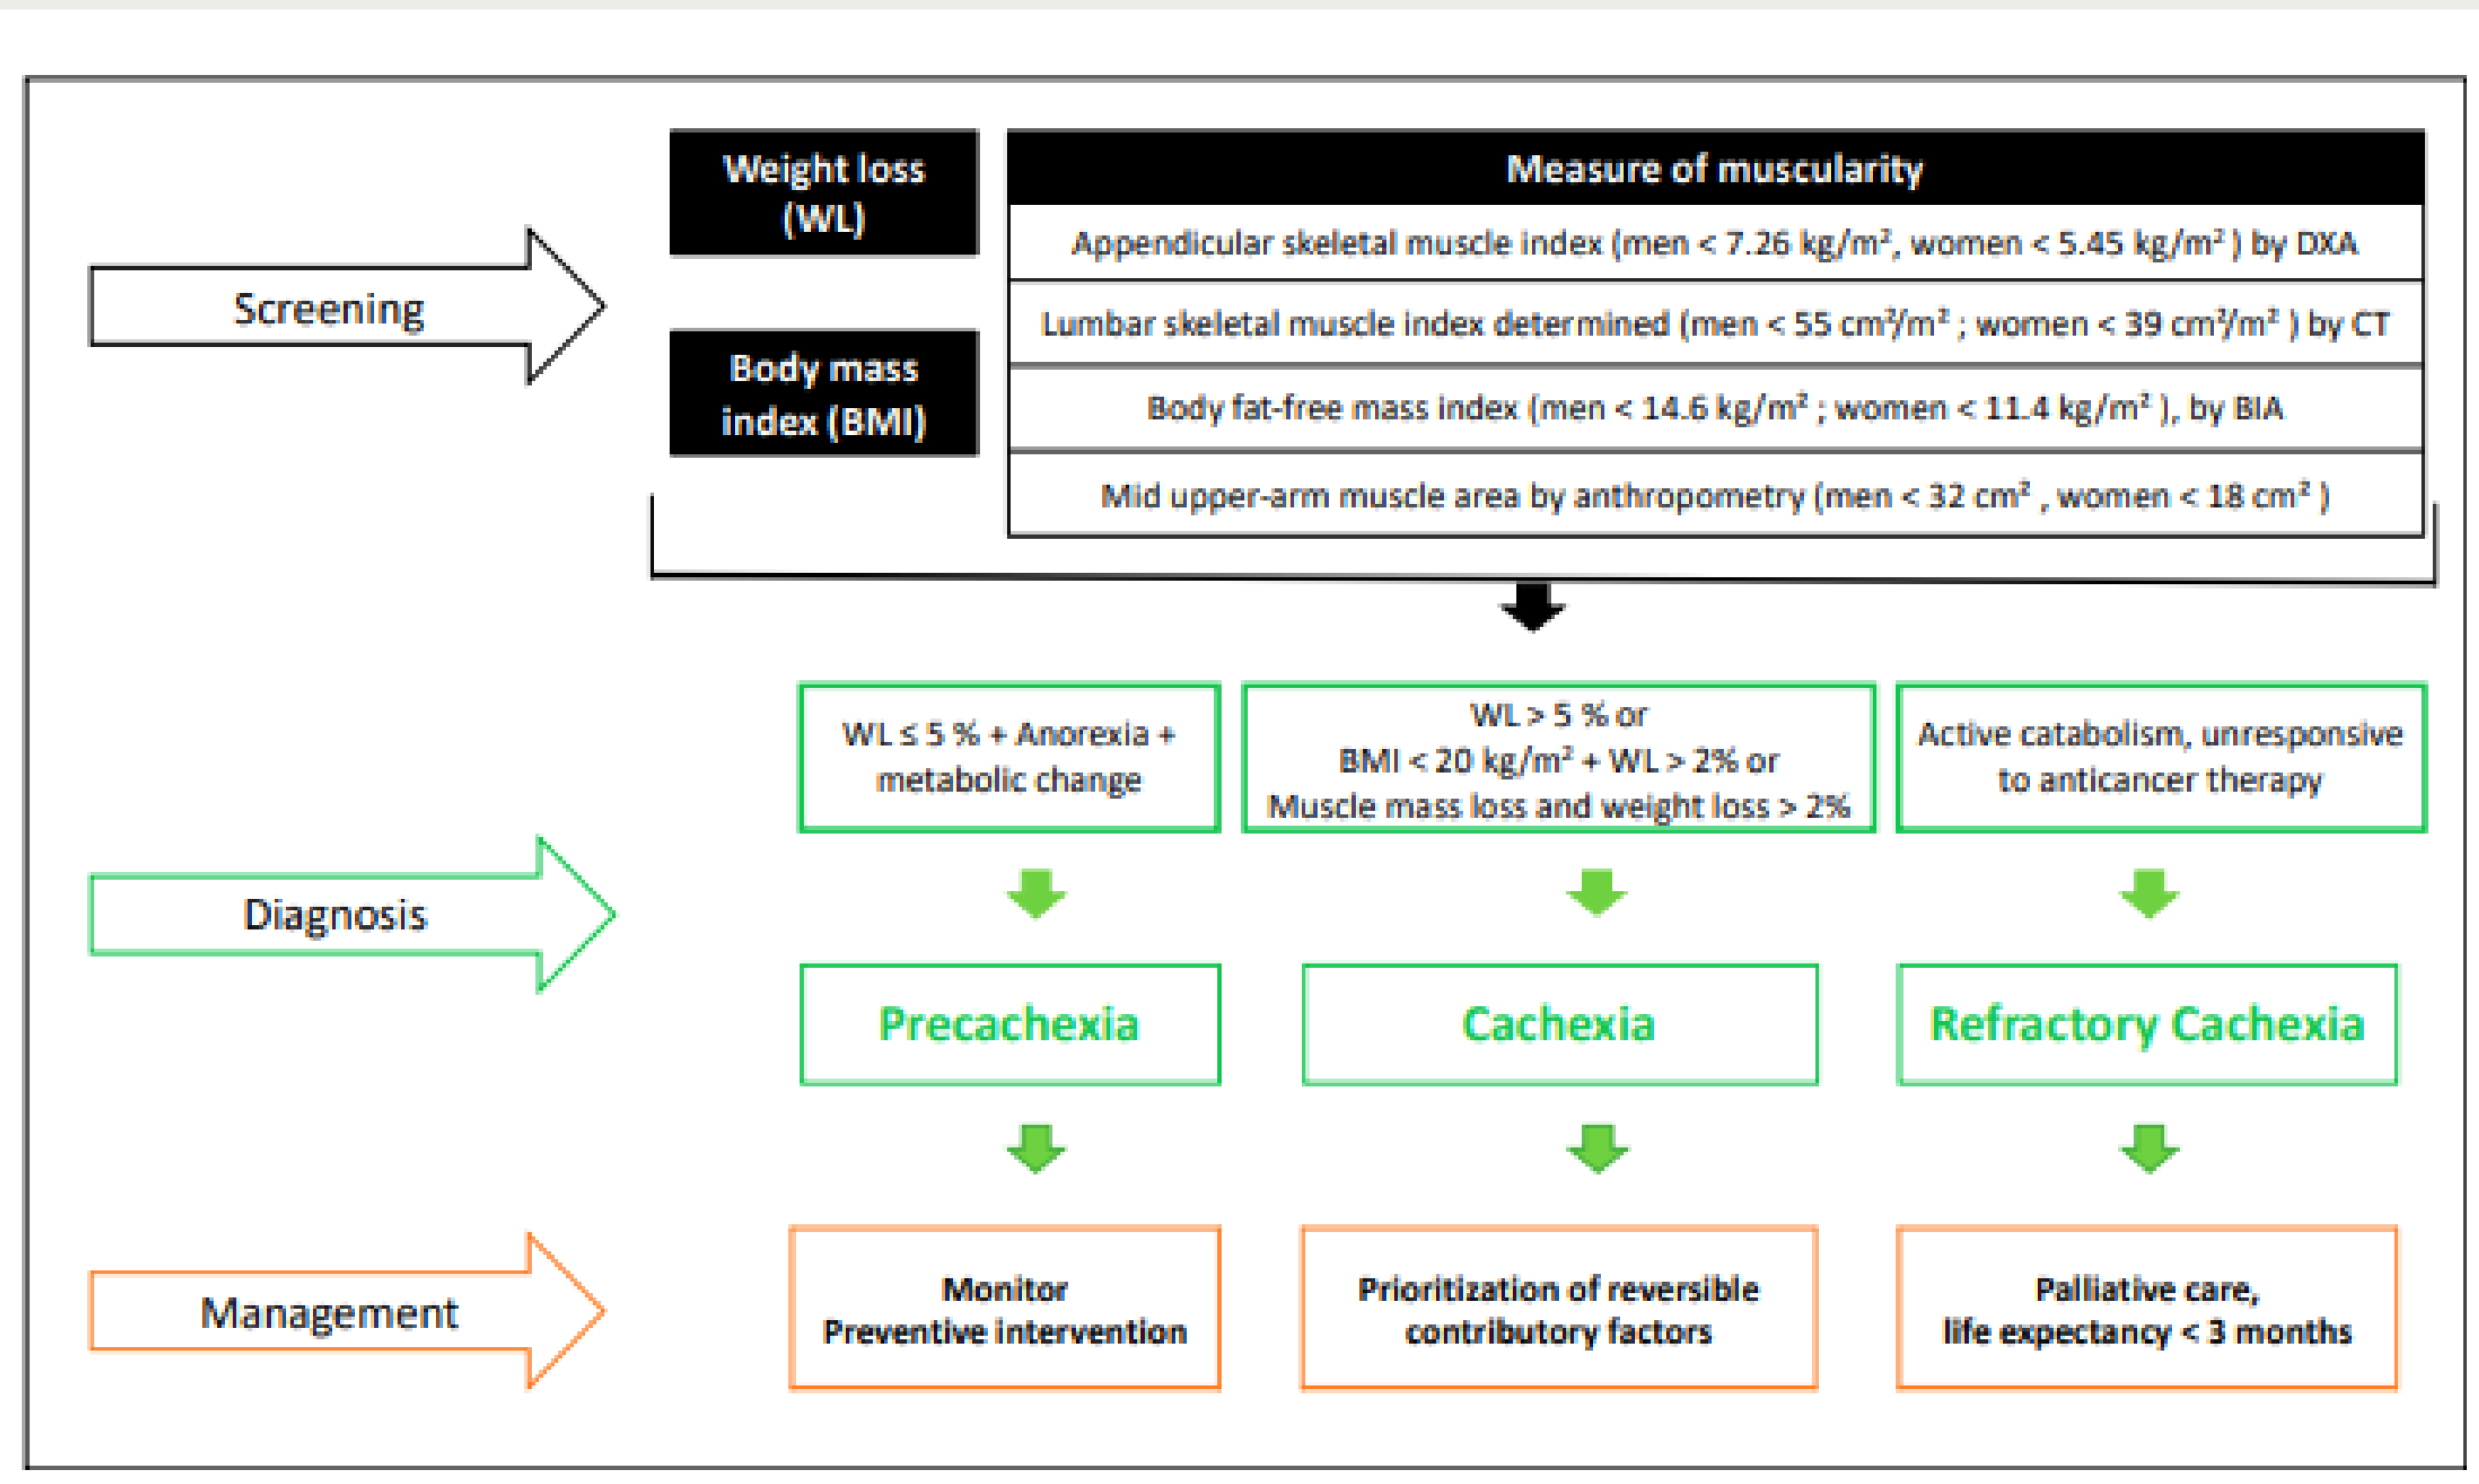 Screening
Weight loss
(WL)
Body mass
index (BMI)
Measure of muscularity
Appendicular skeletal muscle index (men < 7.26 kg/m², women < 5.45 kg/m² ) by DXA
Lumbar skeletal muscle index determined (men < 55 cm²/m² ; women < 39 cm²/m² ) by CT
Body fat-free mass index (men < 14.6 kg/m² ; women < 11.4 kg/m² ), by BIA
Mid upper-arm muscle area by anthropometry (men < 32 cm² , women < 18 cm² )
Diagnosis
WL ≤ 5 % + Anorexia +
metabolic change
WL > 5 % or
BMI < 20 kg/m² + WL > 2% or
Muscle mass loss and weight loss > 2%
Active catabolism, unresponsive
to anticancer therapy
Precachexia
Cachexia
Refractory Cachexia
Management
Monitor
Preventive intervention
Prioritization of reversible
contributory factors
Palliative care,
life expectancy < 3 months